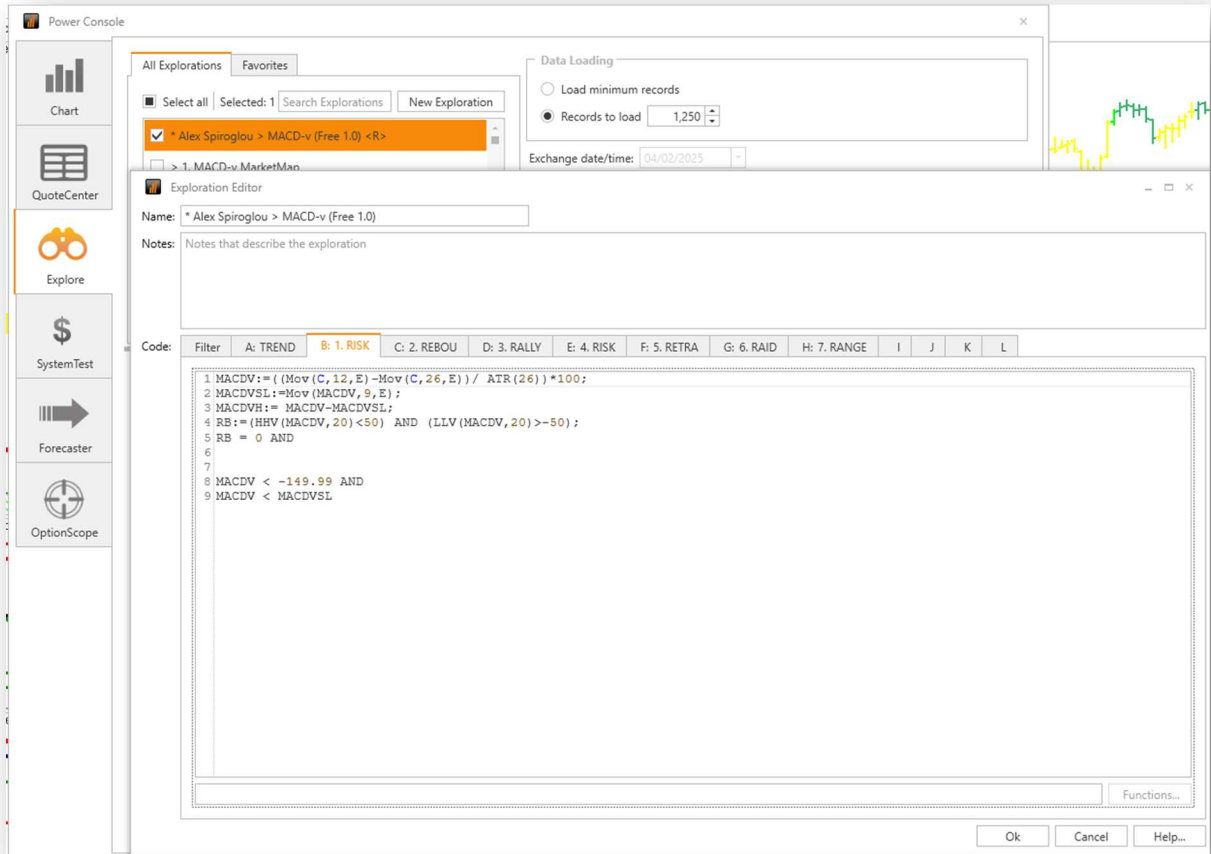 Power Console
Chart
QuoteCenter
Explore
$
SystemTest
Forecaster
OptionScope
All Explorations Favorites
Select all Selected: 1 Search Explorations New Exploration
* Alex Spiroglou > MACD-v (Free 1.0) <R>
> 1. MACD-v MarketMap
Data Loading
Load minimum records
Records to load 1,250
Exchange date/time: 04/02/2025
Exploration Editor
Name: * Alex Spiroglou > MACD-v (Free 1.0)
Notes: Notes that describe the exploration
Code: Filter A: TREND B: 1. RISK C: 2. REBOU D: 3. RALLY E: 4. RISK F: 5. RETRA G: 6. RAID H: 7. RANGE I J K L
1 MACDV:=((Mov(C,12,E)-Mov(C,26,E))/ ATR(26))*100;
2 MACDVSL:=Mov(MACDV,9,E);
3 MACDVH:= MACDV-MACDVSL;
4 RB:=(HHV(MACDV,20)<50) AND (LLV(MACDV,20)>-50);
5 RB = 0 AND
6
7
8 MACDV < -149.99 AND
9 MACDV < MACDVSL
Functions...
Ok Cancel Help...